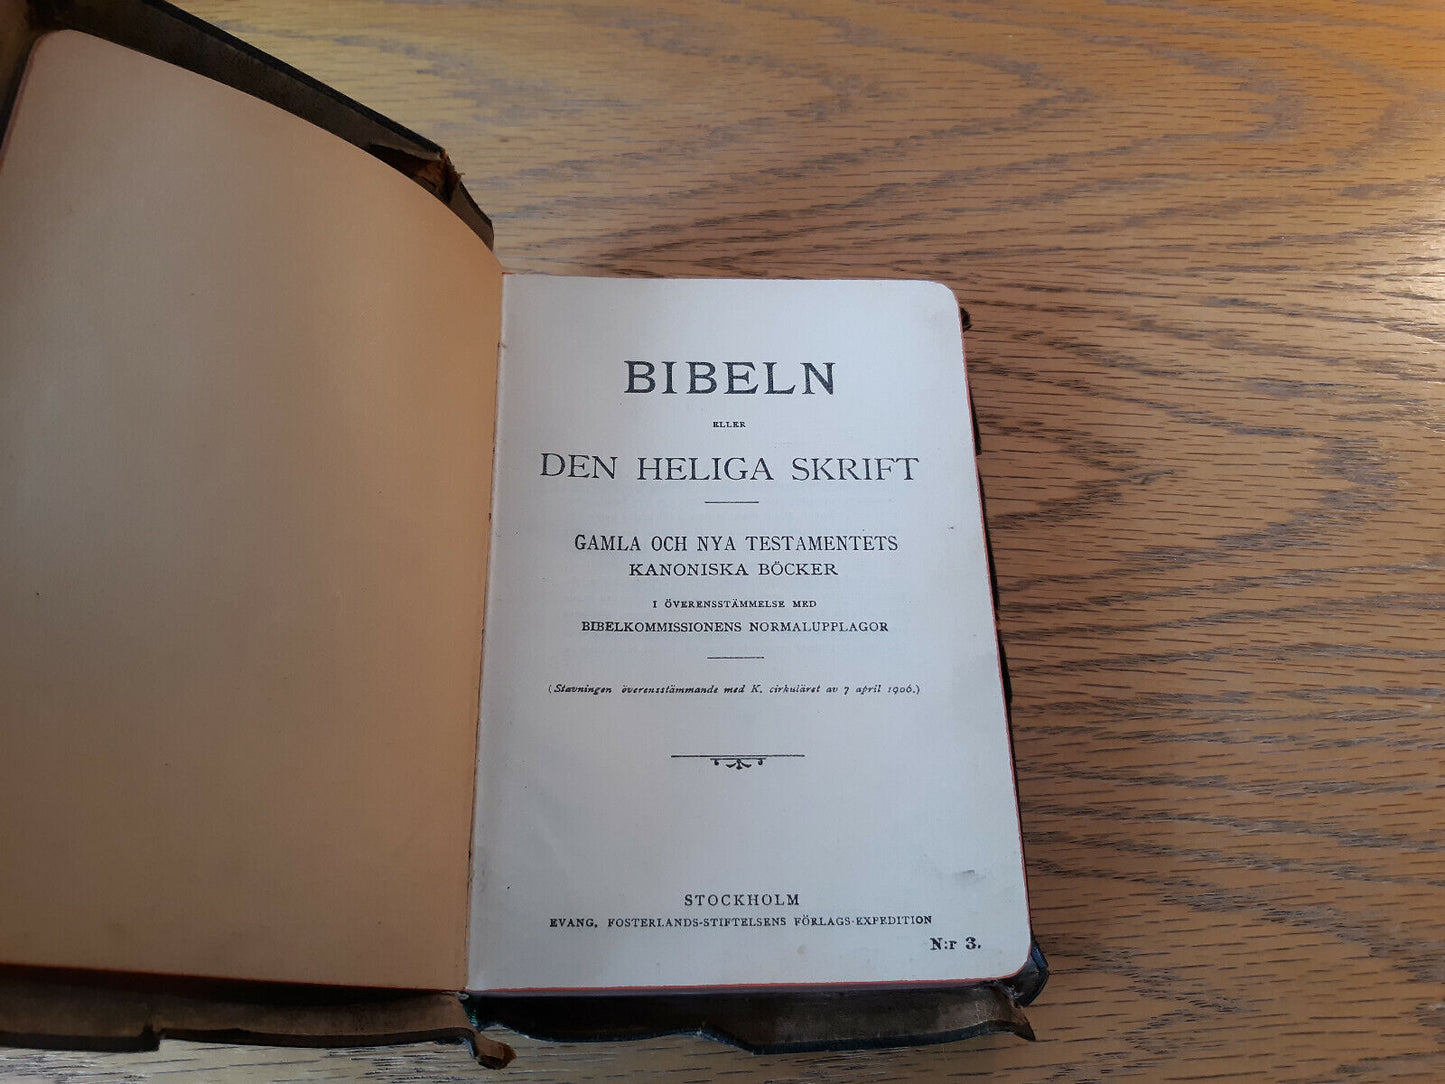 BIBELN
ELLER
DEN HELIGA SKRIFT
GAMLA OCH NYA TESTAMENTETS
KANONISKA BÖCKER
I ÖVERENSSTÄMMELSE MED
BIBELKOMMISSIONENS NORMALUPPLAGOR
(Stavningen överensstämmande med K. cirkuläret av 7 april 1906.)
STOCKHOLM
EVANG. FOSTERLANDS-STIFTELSENS FÖRLAGS-EXPEDITION
N:r 3.